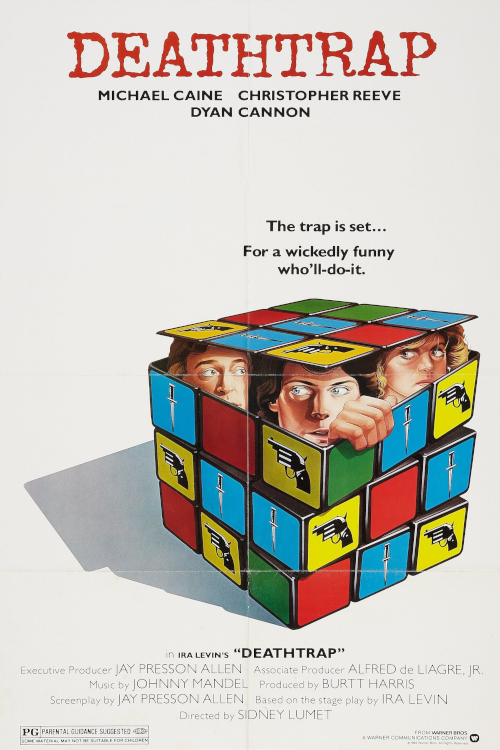 DEATHTRAP
MICHAEL CAINE CHRISTOPHER REEVE
DYAN CANNON
The trap is set...
For a wickedly funny
who'll-do-it.
in IRA LEVIN'S "DEATHTRAP"
Executive Producer JAY PRESSON ALLEN Associate Producer ALFRED de LIAGRE, JR.
Music by JOHNNY MANDEL Produced by BURTT HARRIS
Screenplay by JAY PRESSON ALLEN Based on the stage play by IRA LEVIN
Directed by SIDNEY LUMET
PG PARENTAL GUIDANCE SUGGESTED
SOME MATERIAL MAY NOT BE SUITABLE FOR CHILDREN
FROM WARNER BROS
A WARNER COMMUNICATIONS COMPANY